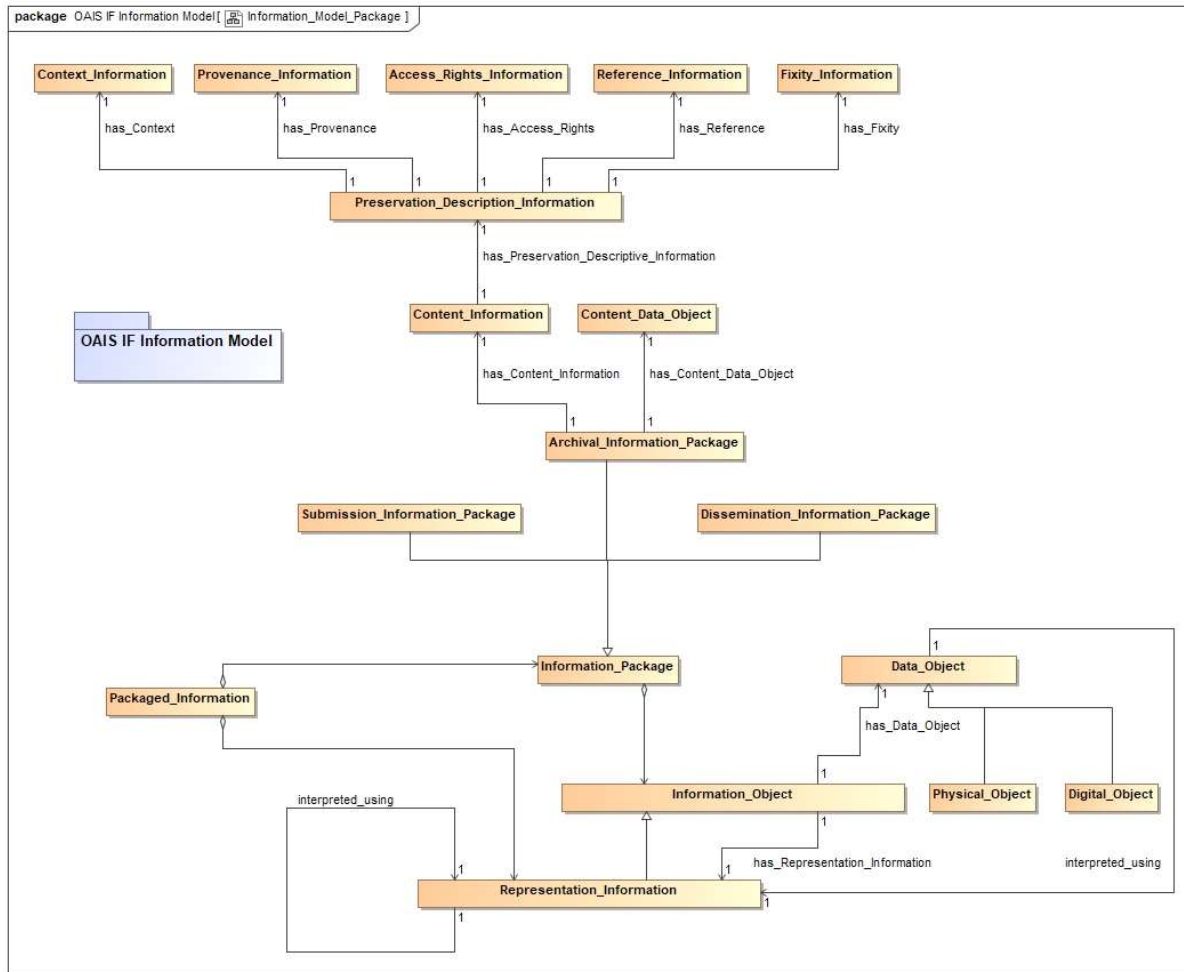 package OAIS IF Information Model[ Information_Model_Package ]
Context_Information
Provenance_Information
Access_Rights_Information
Reference_Information
Fixity_Information
1
1
1
1
1
has_Context
has_Provenance
has_Access_Rights
has_Reference
has_Fixity
1
1
1
1
1
Preservation_Description_Information
1
has_Preservation_Descriptive_Information
1
Content_Information
Content_Data_Object
1
1
OAIS IF Information Model
has_Content_Information
has_Content_Data_Object
1
1
Archival_Information_Package
Submission_Information_Package
Dissemination_Information_Package
1
Information_Package
Data_Object
Packaged_Information
1
has_Data_Object
1
interpreted_using
Information_Object
Physical_Object
Digital_Object
1
has_Representation_Information
interpreted_using
1
1
Representation_Information
1
1